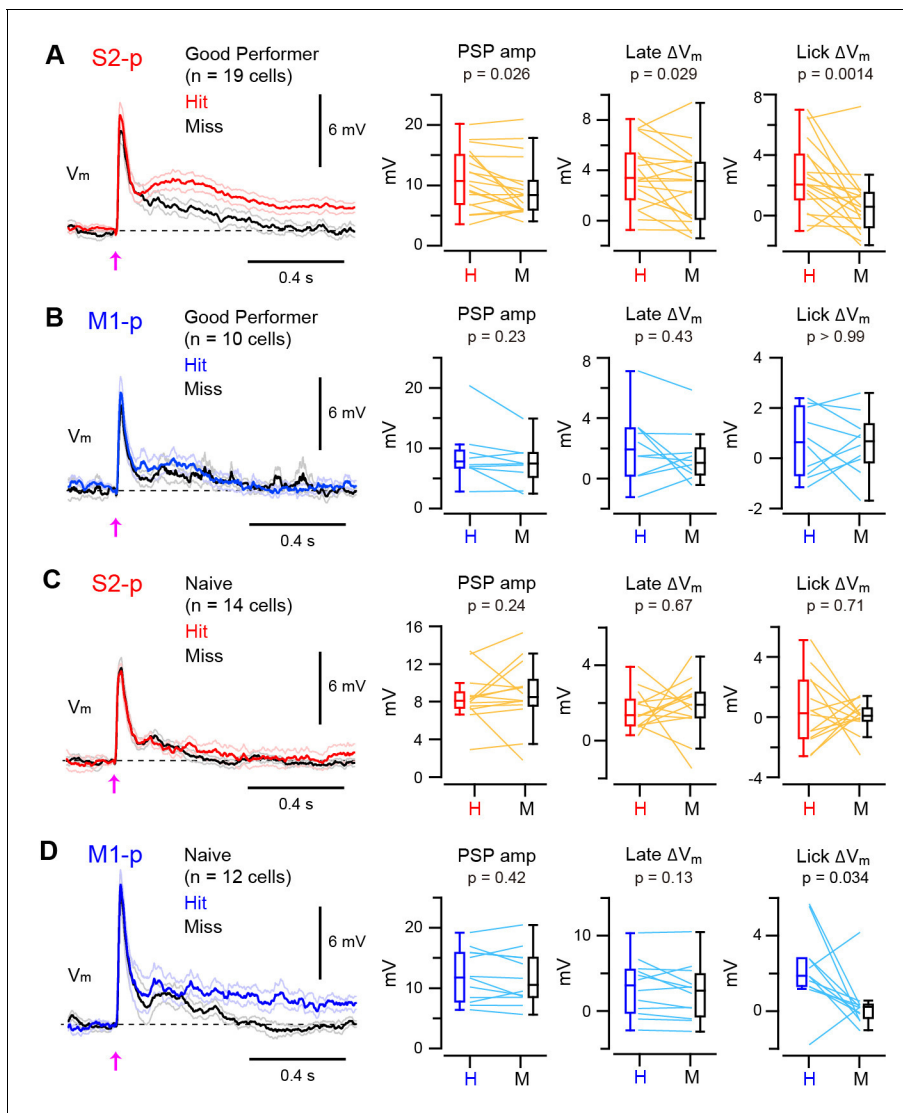 A
S2-p
Good Performer
(n = 19 cells)
Hit
Miss
Vm
6 mV
0.4 s
PSP amp
p = 0.026
mV
20
10
0
H
M
Late ΔVm
p = 0.029
mV
8
4
0
H
M
Lick ΔVm
p = 0.0014
mV
8
4
0
H
M
B
M1-p
Good Performer
(n = 10 cells)
Hit
Miss
Vm
6 mV
0.4 s
PSP amp
p = 0.23
mV
20
10
0
H
M
Late ΔVm
p = 0.43
mV
8
4
0
H
M
Lick ΔVm
p > 0.99
mV
4
2
0
-2
H
M
C
S2-p
Naive
(n = 14 cells)
Hit
Miss
Vm
6 mV
0.4 s
PSP amp
p = 0.24
mV
16
12
8
4
0
H
M
Late ΔVm
p = 0.67
mV
4
0
H
M
Lick ΔVm
p = 0.71
mV
4
0
-4
H
M
D
M1-p
Naive
(n = 12 cells)
Hit
Miss
Vm
6 mV
0.4 s
PSP amp
p = 0.42
mV
20
10
0
H
M
Late ΔVm
p = 0.13
mV
10
0
H
M
Lick ΔVm
p = 0.034
mV
4
0
H
M